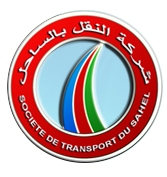 شركة النقل بالساحل
SOCIETE DE TRANSPORT DU SAHEL